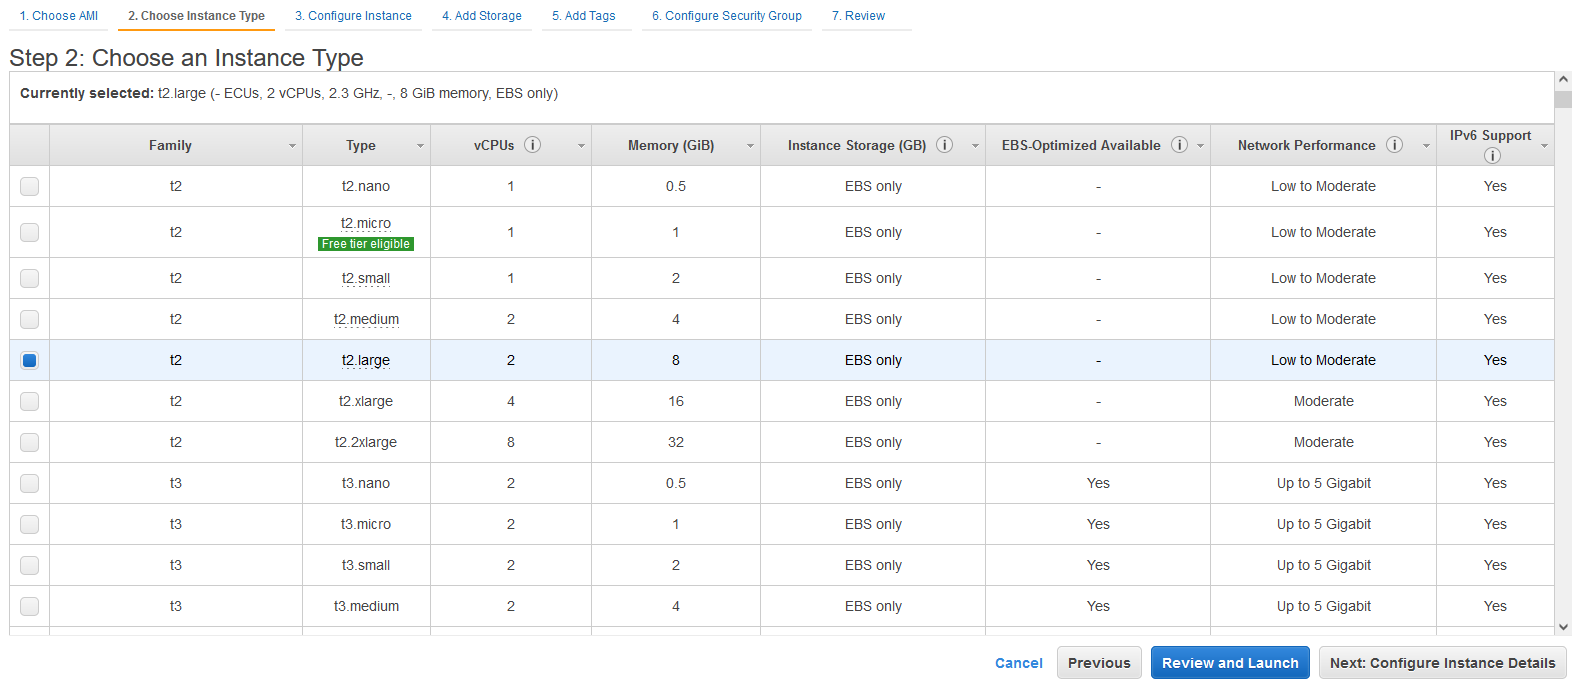 1. Choose AMI 2. Choose Instance Type 3. Configure Instance 4. Add Storage 5. Add Tags 6. Configure Security Group 7. Review
Step 2: Choose an Instance Type
Currently selected: t2.large (- ECUs, 2 vCPUs, 2.3 GHz, -, 8 GiB memory, EBS only)
Family Type vCPUs i Memory (GiB) Instance Storage (GB) i EBS-Optimized Available i Network Performance i IPv6 Support i
t2 t2.nano 1 0.5 EBS only - Low to Moderate Yes
t2 t2.micro Free tier eligible 1 1 EBS only - Low to Moderate Yes
t2 t2.small 1 2 EBS only - Low to Moderate Yes
t2 t2.medium 2 4 EBS only - Low to Moderate Yes
t2 t2.large 2 8 EBS only - Low to Moderate Yes
t2 t2.xlarge 4 16 EBS only - Moderate Yes
t2 t2.2xlarge 8 32 EBS only - Moderate Yes
t3 t3.nano 2 0.5 EBS only Yes Up to 5 Gigabit Yes
t3 t3.micro 2 1 EBS only Yes Up to 5 Gigabit Yes
t3 t3.small 2 2 EBS only Yes Up to 5 Gigabit Yes
t3 t3.medium 2 4 EBS only Yes Up to 5 Gigabit Yes
Cancel Previous Review and Launch Next: Configure Instance Details